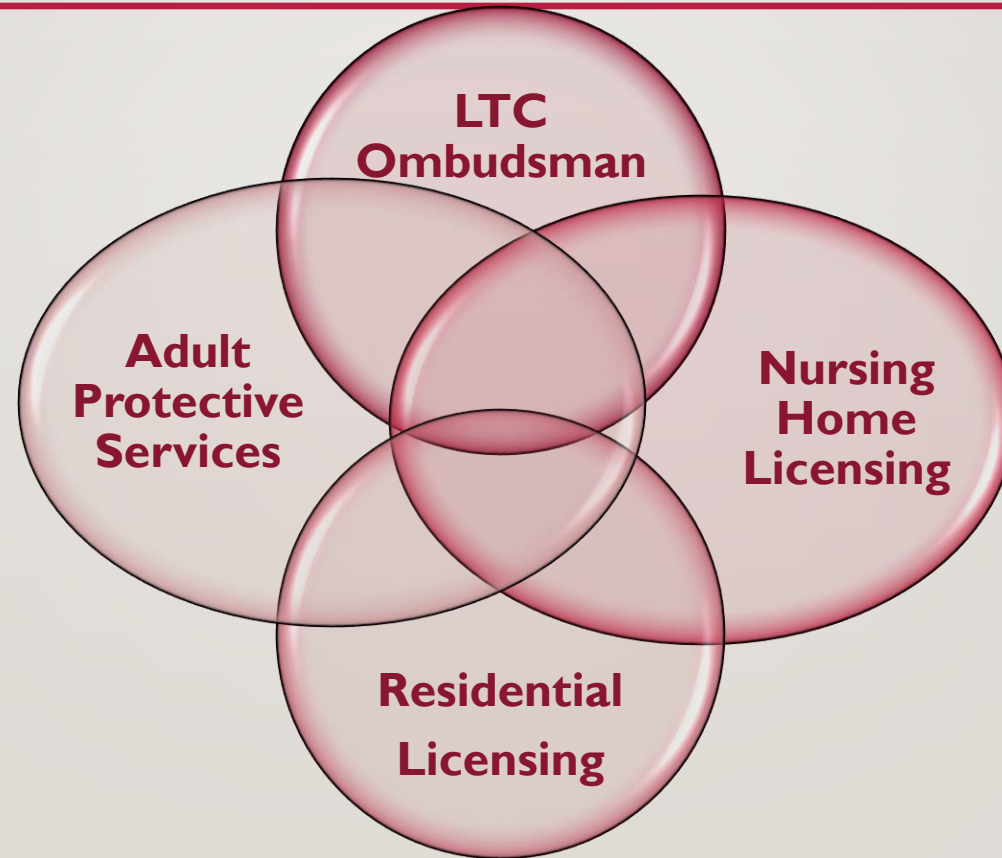 LTC
Ombudsman
Adult
Protective
Services
Nursing
Home
Licensing
Residential
Licensing